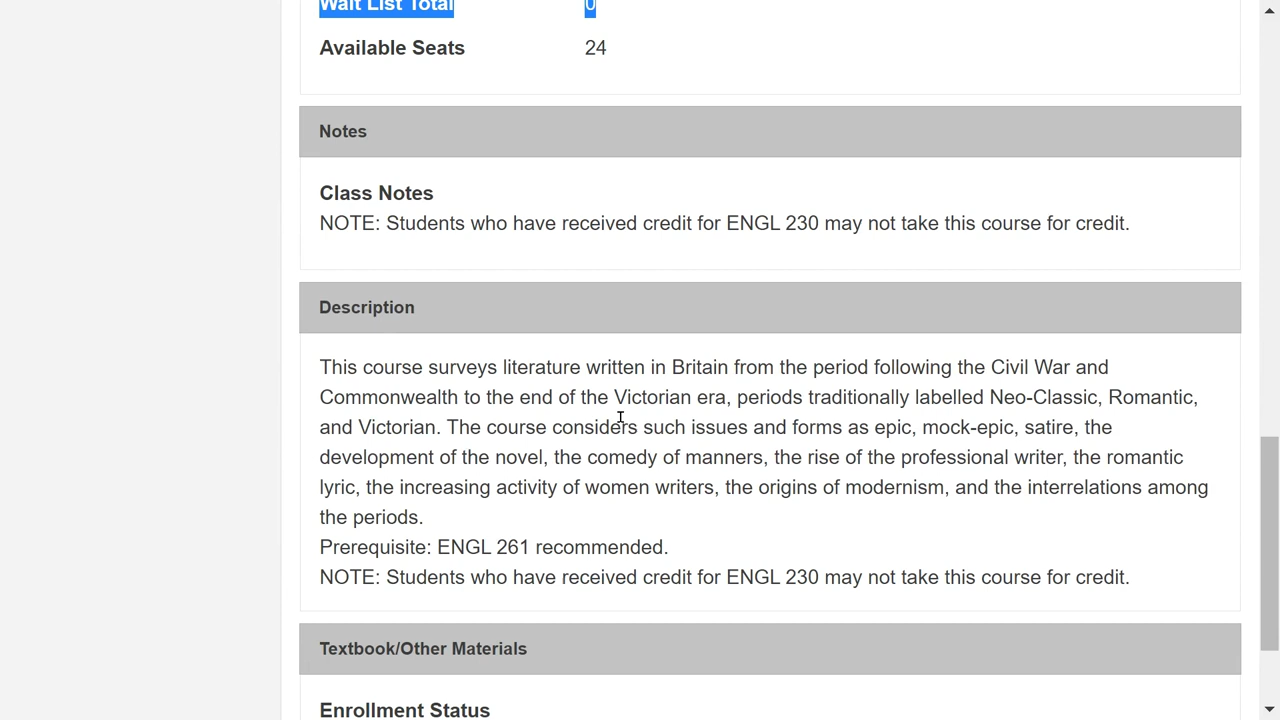 Wait List Total 0
Available Seats 24
Notes
Class Notes
NOTE: Students who have received credit for ENGL 230 may not take this course for credit.
Description
This course surveys literature written in Britain from the period following the Civil War and
Commonwealth to the end of the Victorian era, periods traditionally labelled Neo-Classic, Romantic,
and Victorian. The course considers such issues and forms as epic, mock-epic, satire, the
development of the novel, the comedy of manners, the rise of the professional writer, the romantic
lyric, the increasing activity of women writers, the origins of modernism, and the interrelations among
the periods.
Prerequisite: ENGL 261 recommended.
NOTE: Students who have received credit for ENGL 230 may not take this course for credit.
Textbook/Other Materials
Enrollment Status